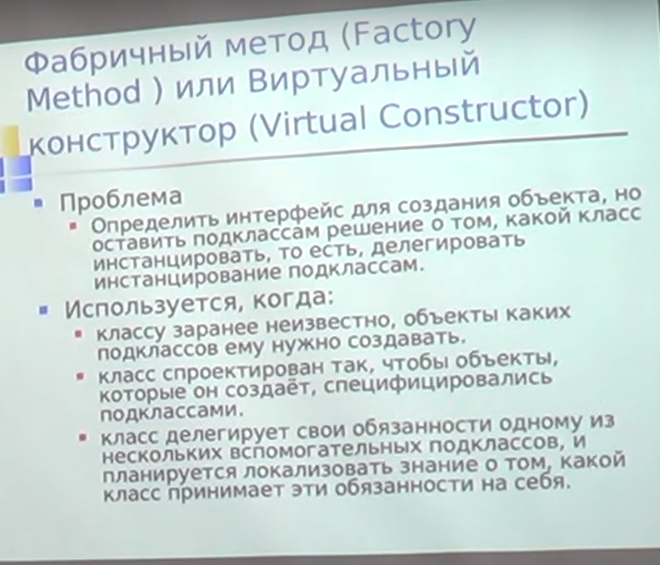 Фабричный метод (Factory
Method ) или Виртуальный
конструктор (Virtual Constructor)
Проблема
Определить интерфейс для создания объекта, но
оставить подклассам решение о том, какой класс
инстанцировать, то есть, делегировать
инстанцирование подклассам.
Используется, когда:
классу заранее неизвестно, объекты каких
подклассов ему нужно создавать.
класс спроектирован так, чтобы объекты,
которые он создаёт, специфицировались
подклассами.
класс делегирует свои обязанности одному из
нескольких вспомогательных подклассов, и
планируется локализовать знание о том, какой
класс принимает эти обязанности на себя.